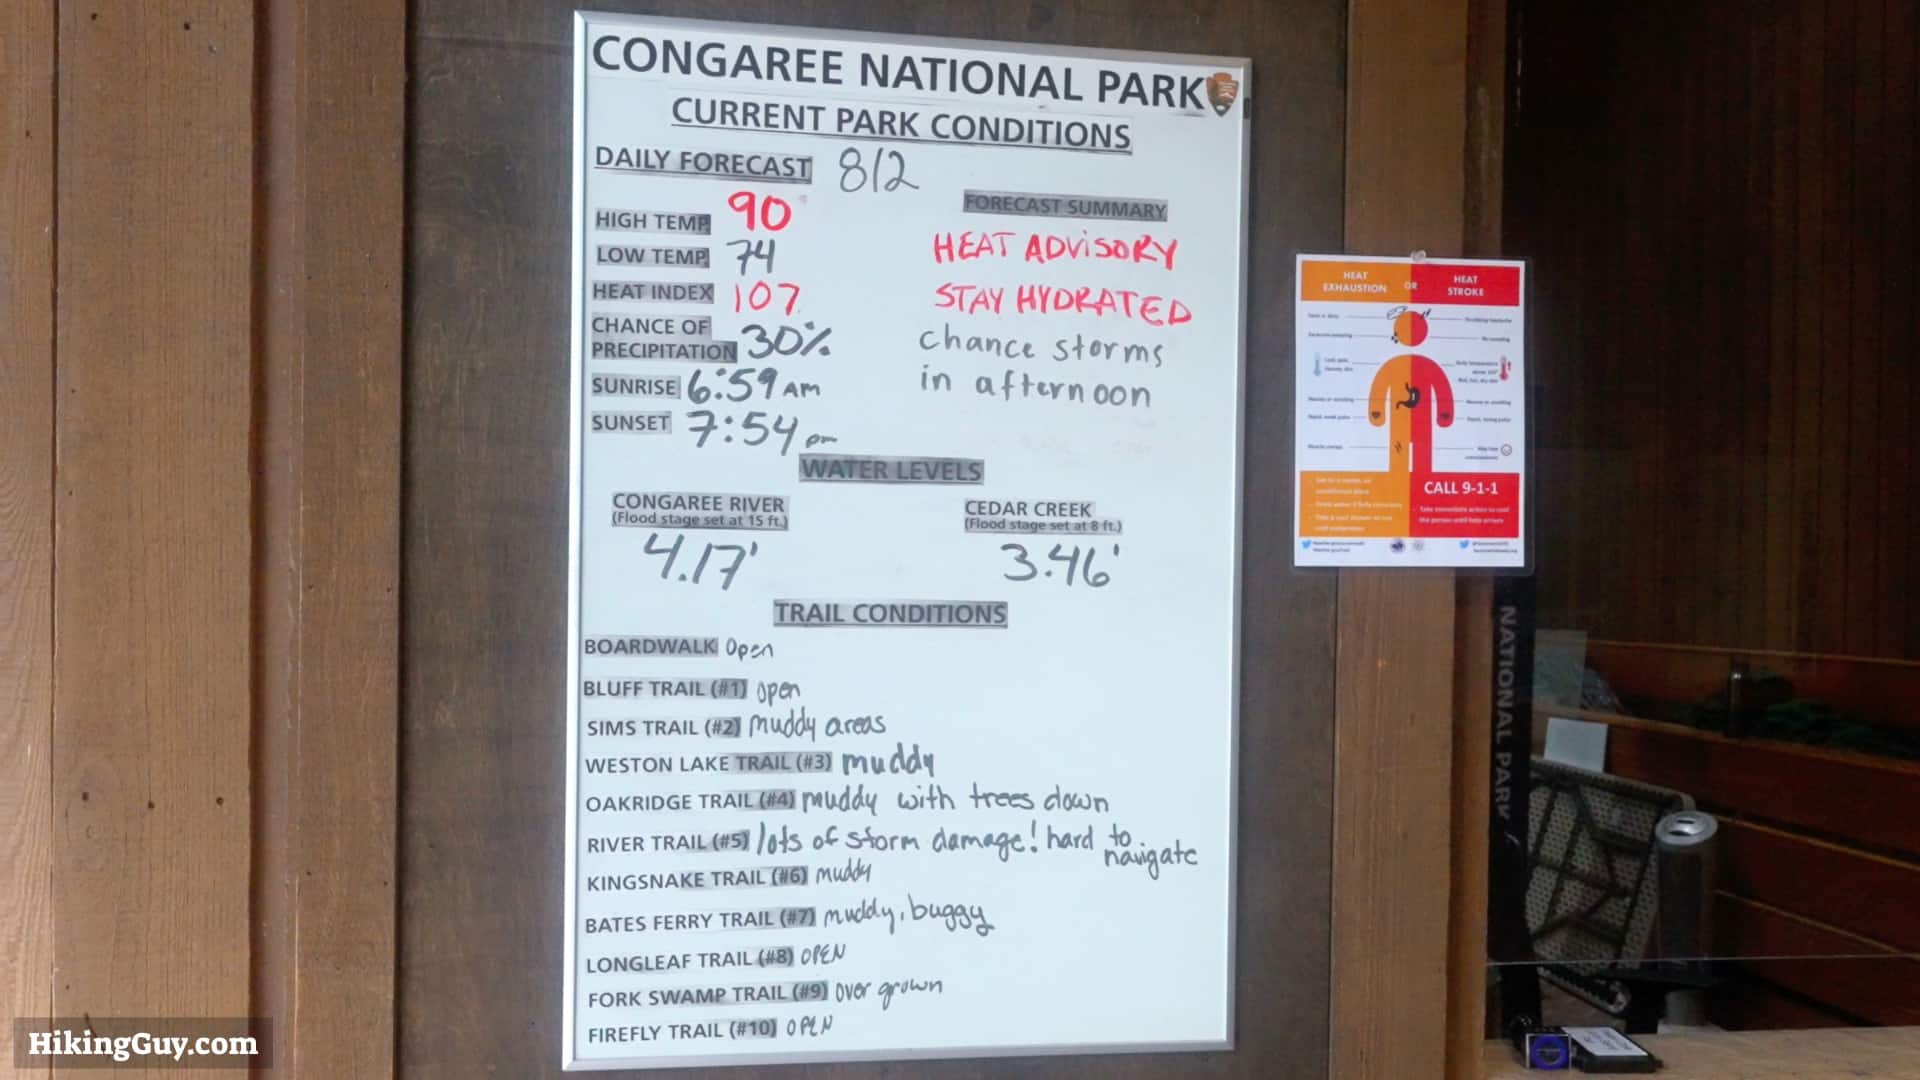 CONGAREE NATIONAL PARK
CURRENT PARK CONDITIONS
DAILY FORECAST 8/2
HIGH TEMP 90
LOW TEMP 74
HEAT INDEX 107
CHANCE OF
PRECIPITATION 30%
SUNRISE 6:59 AM
SUNSET 7:54 pm
FORECAST SUMMARY
HEAT ADVISORY
STAY HYDRATED
chance storms
in afternoon
WATER LEVELS
CONGAREE RIVER
(Flood stage set at 15 ft.)
4.17'
CEDAR CREEK
(Flood stage set at 8 ft.)
3.46'
TRAIL CONDITIONS
BOARDWALK Open
BLUFF TRAIL (#1) open
SIMS TRAIL (#2) muddy areas
WESTON LAKE TRAIL (#3) muddy
OAKRIDGE TRAIL (#4) muddy with trees down
RIVER TRAIL (#5) lots of storm damage! hard to
navigate
KINGSNAKE TRAIL (#6) muddy
BATES FERRY TRAIL (#7) muddy, buggy
LONGLEAF TRAIL (#8) OPEN
FORK SWAMP TRAIL (#9) over grown
FIREFLY TRAIL (#10) OPEN
HEAT
EXHAUSTION
OR
HEAT
STROKE
CALL 9-1-1
NATIONAL PARK
HikingGuy.com